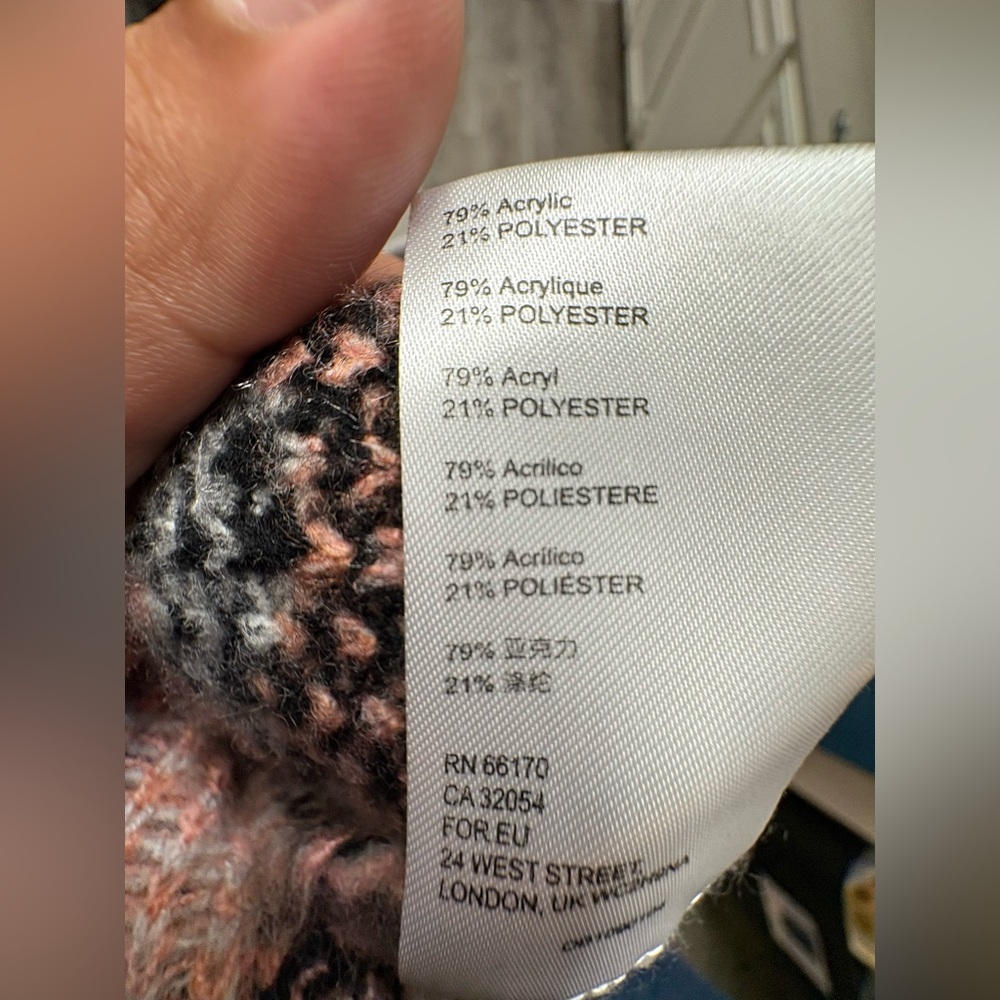 79% Acrylic
21% POLYESTER
79% Acrylique
21% POLYESTER
79% Acryl
21% POLYESTER
79% Acrilico
21% POLIESTERE
79% Acrílico
21% POLIÉSTER
79% 亚克力
21% 涤纶
RN 66170
CA 32054
FOR EU
24 WEST STREET,
LONDON, UK